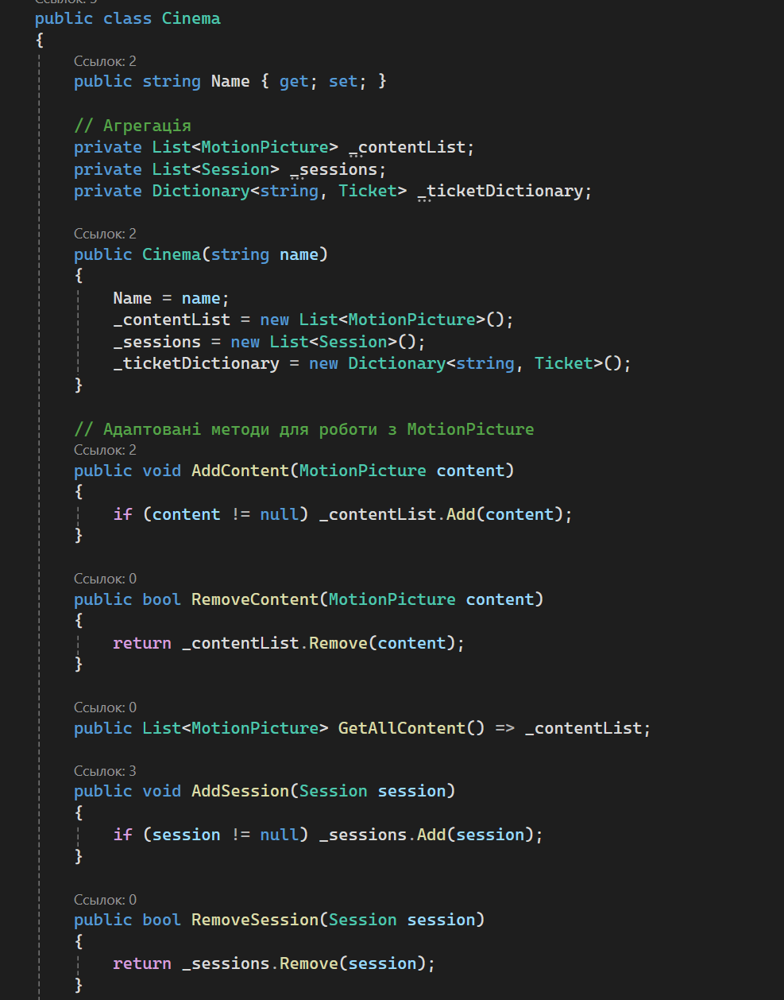 Ссылок: 3
public class Cinema
{
Ссылок: 2
public string Name { get; set; }
// Агрегація
private List<MotionPicture> _contentList;
private List<Session> _sessions;
private Dictionary<string, Ticket> _ticketDictionary;
Ссылок: 2
public Cinema(string name)
{
Name = name;
_contentList = new List<MotionPicture>();
_sessions = new List<Session>();
_ticketDictionary = new Dictionary<string, Ticket>();
}
// Адаптовані методи для роботи з MotionPicture
Ссылок: 2
public void AddContent(MotionPicture content)
{
if (content != null) _contentList.Add(content);
}
Ссылок: 0
public bool RemoveContent(MotionPicture content)
{
return _contentList.Remove(content);
}
Ссылок: 0
public List<MotionPicture> GetAllContent() => _contentList;
Ссылок: 3
public void AddSession(Session session)
{
if (session != null) _sessions.Add(session);
}
Ссылок: 0
public bool RemoveSession(Session session)
{
return _sessions.Remove(session);
}